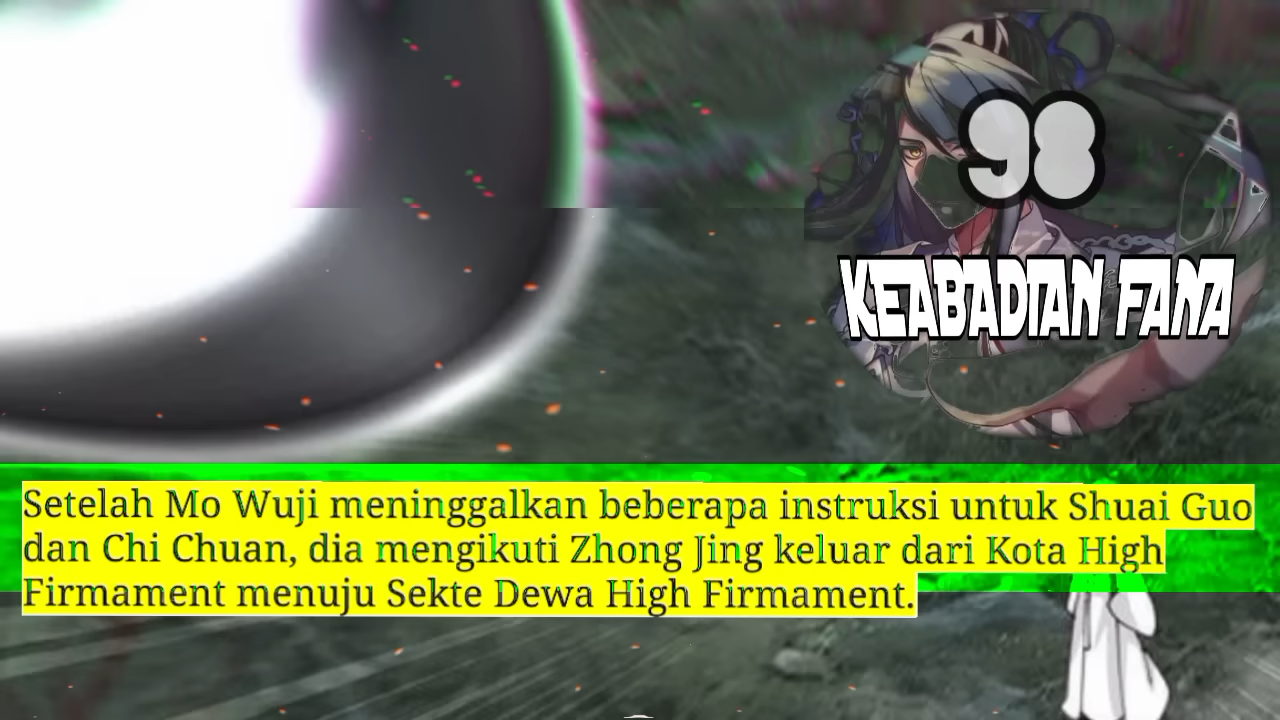 98
KEABADIAN FANA
Setelah Mo Wuji meninggalkan beberapa instruksi untuk Shuai Guo
dan Chi Chuan, dia mengikuti Zhong Jing keluar dari Kota High
Firmament menuju Sekte Dewa High Firmament.